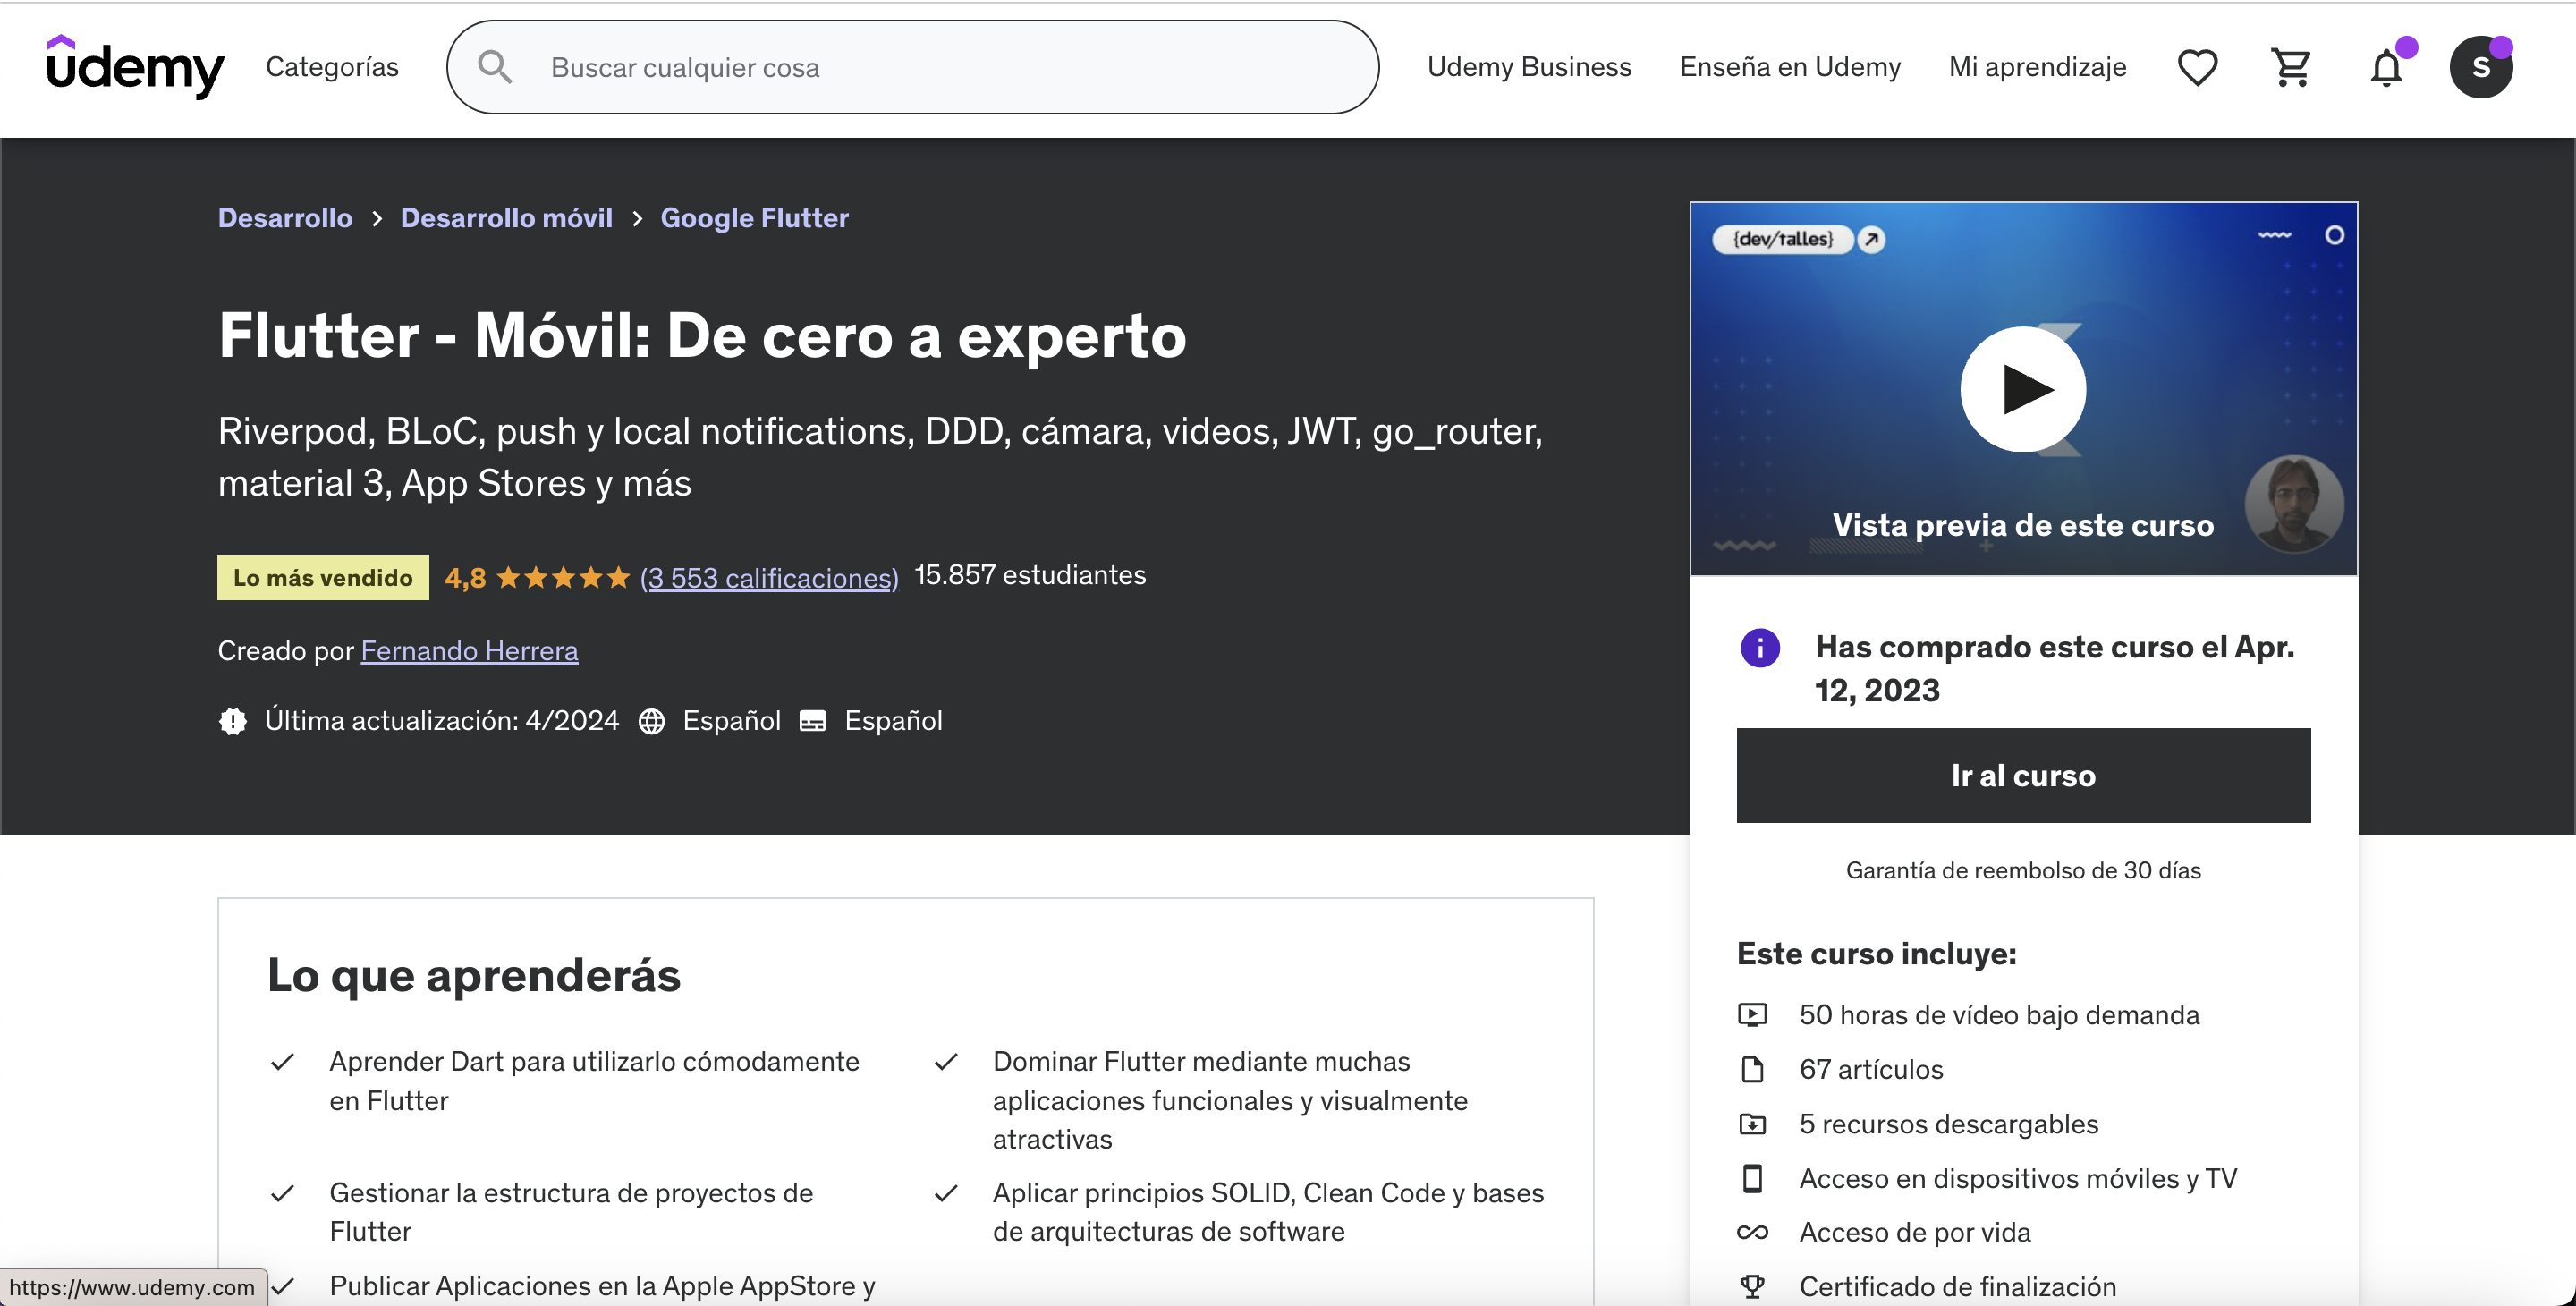 udemy
Categorías
Buscar cualquier cosa
Udemy Business
Enseña en Udemy
Mi aprendizaje
S
Desarrollo > Desarrollo móvil > Google Flutter
Flutter - Móvil: De cero a experto
Riverpod, BLoC, push y local notifications, DDD, cámara, videos, JWT, go_router,
material 3, App Stores y más
Lo más vendido 4,8 (3 553 calificaciones) 15.857 estudiantes
Creado por Fernando Herrera
Última actualización: 4/2024 Español Español
{dev/talles}
Vista previa de este curso
Has comprado este curso el Apr.
12, 2023
Ir al curso
Garantía de reembolso de 30 días
Este curso incluye:
50 horas de vídeo bajo demanda
67 artículos
5 recursos descargables
Acceso en dispositivos móviles y TV
Acceso de por vida
Certificado de finalización
Lo que aprenderás
Aprender Dart para utilizarlo cómodamente
en Flutter
Dominar Flutter mediante muchas
aplicaciones funcionales y visualmente
atractivas
Gestionar la estructura de proyectos de
Flutter
Aplicar principios SOLID, Clean Code y bases
de arquitecturas de software
Publicar Aplicaciones en la Apple AppStore y
https://www.udemy.com